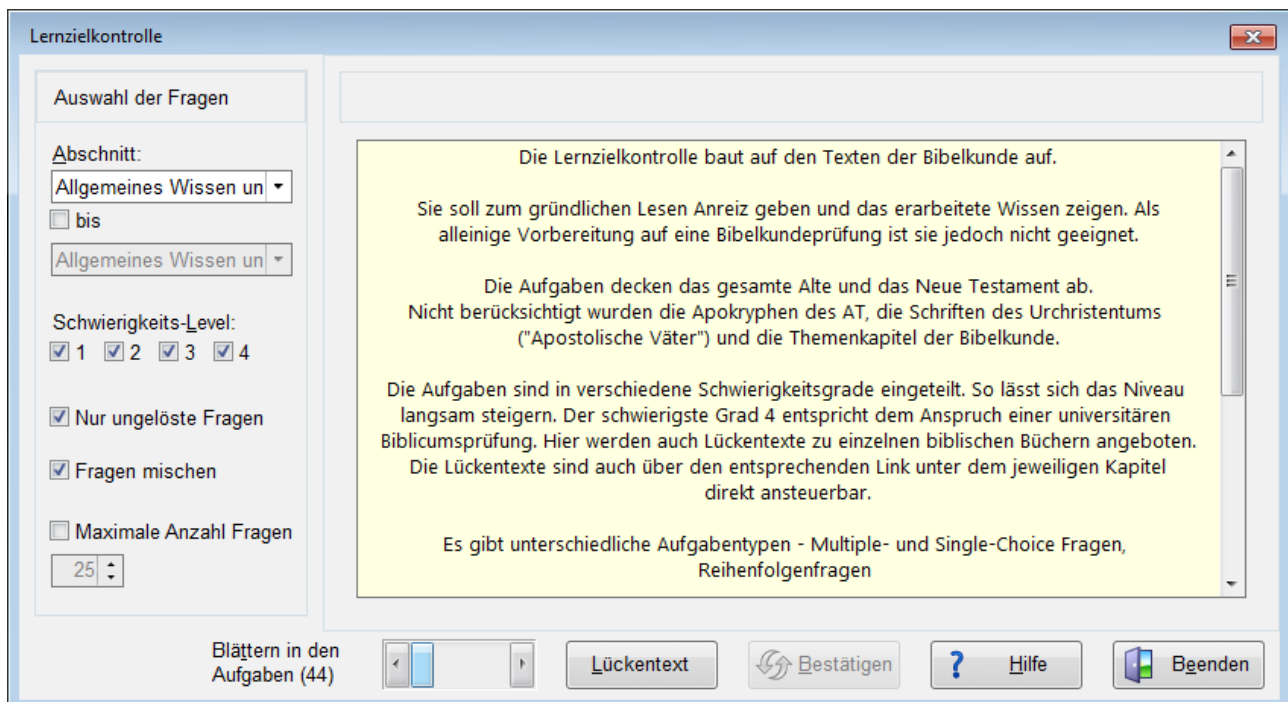 Lernzielkontrolle
Auswahl der Fragen
Abschnitt:
Allgemeines Wissen un
bis
Allgemeines Wissen un
Schwierigkeits-Level:
1 2 3 4
Nur ungelöste Fragen
Fragen mischen
Maximale Anzahl Fragen
25
Die Lernzielkontrolle baut auf den Texten der Bibelkunde auf.
Sie soll zum gründlichen Lesen Anreiz geben und das erarbeitete Wissen zeigen. Als
alleinige Vorbereitung auf eine Bibelkundeprüfung ist sie jedoch nicht geeignet.
Die Aufgaben decken das gesamte Alte und das Neue Testament ab.
Nicht berücksichtigt wurden die Apokryphen des AT, die Schriften des Urchristentums
("Apostolische Väter") und die Themenkapitel der Bibelkunde.
Die Aufgaben sind in verschiedene Schwierigkeitsgrade eingeteilt. So lässt sich das Niveau
langsam steigern. Der schwierigste Grad 4 entspricht dem Anspruch einer universitären
Biblicumsprüfung. Hier werden auch Lückentexte zu einzelnen biblischen Büchern angeboten.
Die Lückentexte sind auch über den entsprechenden Link unter dem jeweiligen Kapitel
direkt ansteuerbar.
Es gibt unterschiedliche Aufgabentypen - Multiple- und Single-Choice Fragen,
Reihenfolgenfragen
Blättern in den
Aufgaben (44)
Lückentext
Bestätigen
? Hilfe
Beenden